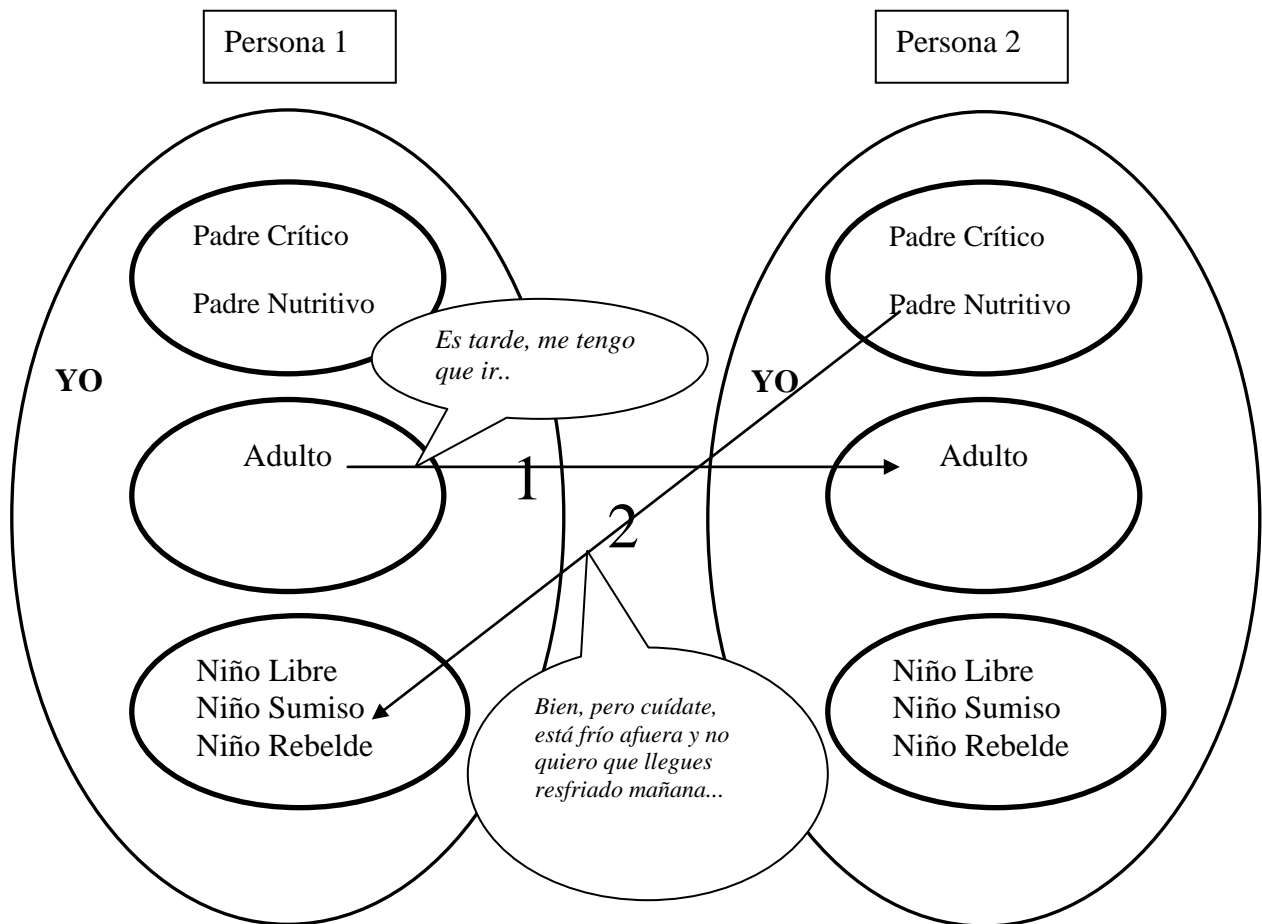 Persona 1
Persona 2
Padre Crítico
Padre Nutritivo
Padre Crítico
Padre Nutritivo
Es tarde, me tengo
que ir..
YO
YO
Adulto
Adulto
1
2
Niño Libre
Niño Sumiso
Niño Rebelde
Bien, pero cuídate,
está frío afuera y no
quiero que llegues
resfriado mañana...
Niño Libre
Niño Sumiso
Niño Rebelde